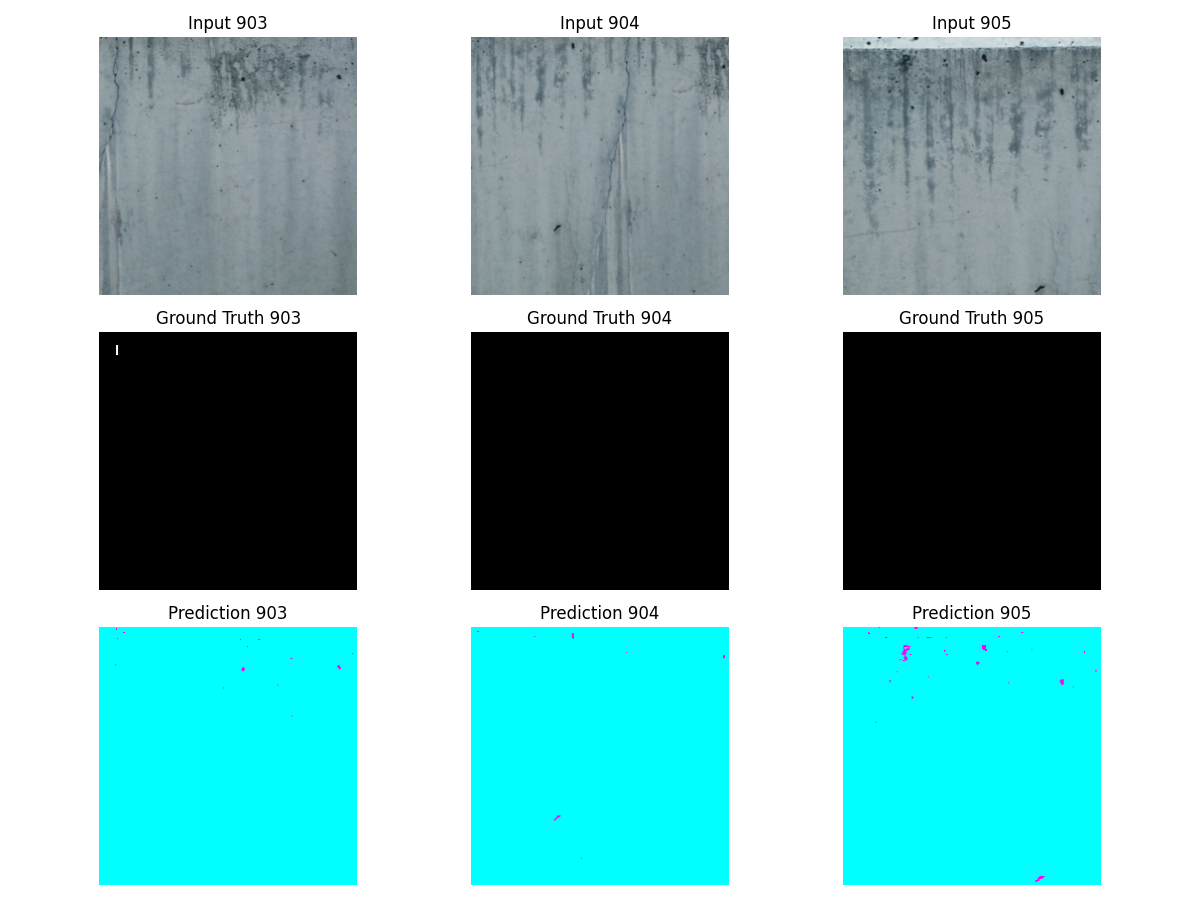 Input 903
Input 904
Input 905
Ground Truth 903
Ground Truth 904
Ground Truth 905
Prediction 903
Prediction 904
Prediction 905